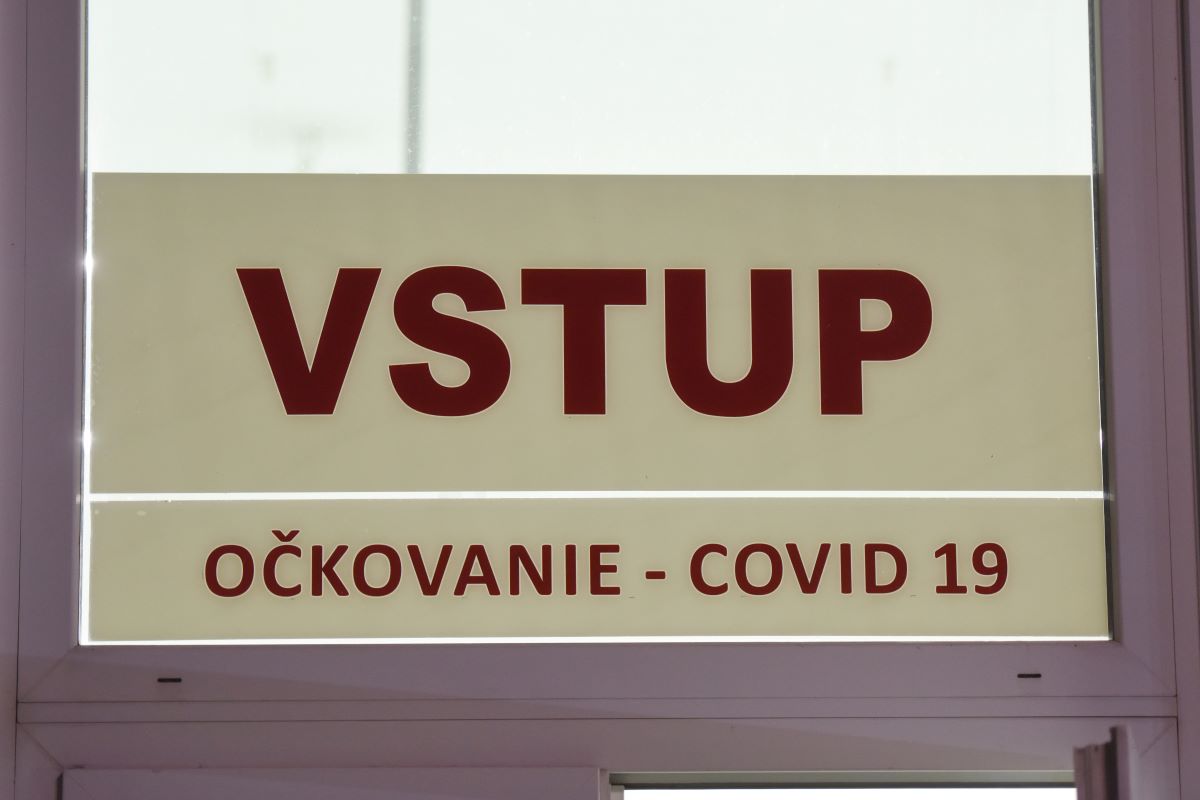 VSTUP
OČKOVANIE - COVID 19